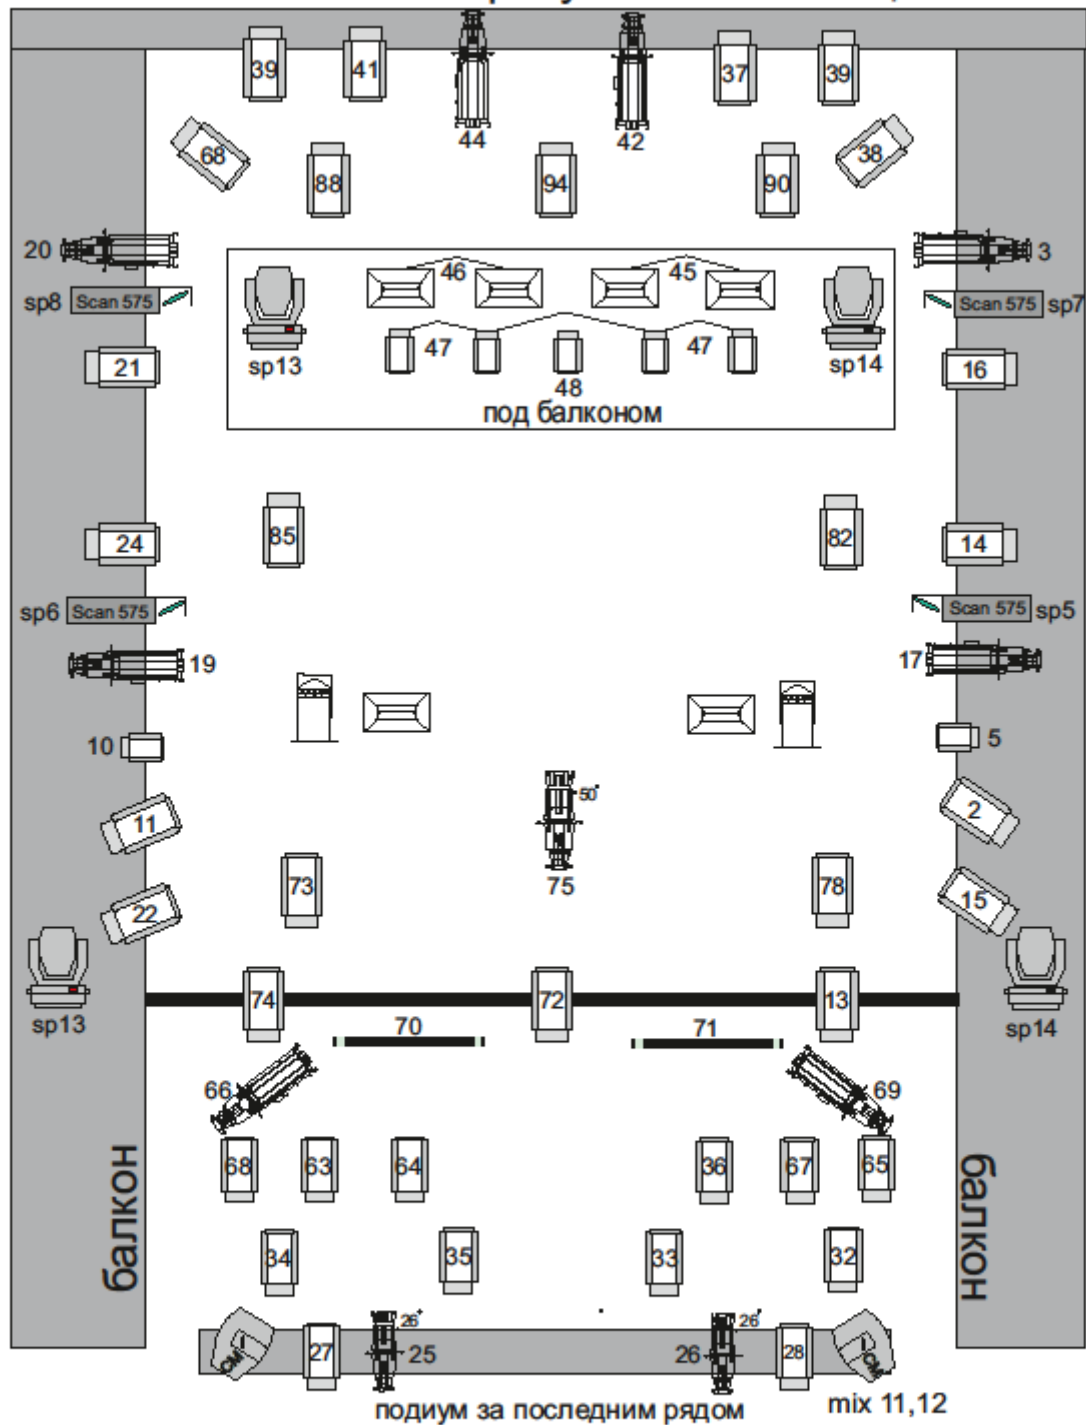 39 41 37 39
44 42
68 88 94 90 38
20 46 45 3
sp8 Scan 575 Scan 575 sp7
sp13 47 47 sp14
21 48 16
под балконом
85 82
24 14
sp6 Scan 575 Scan 575 sp5
19 17
10 5
50°
11 2
73 75 78
22 15
74 72 13
sp13 70 71 sp14
66 69
68 63 64 36 67 65
балкон
балкон
34 35 33 32
26° 26°
CM 27 25 26 28 CM
подиум за последним рядом
mix 11,12